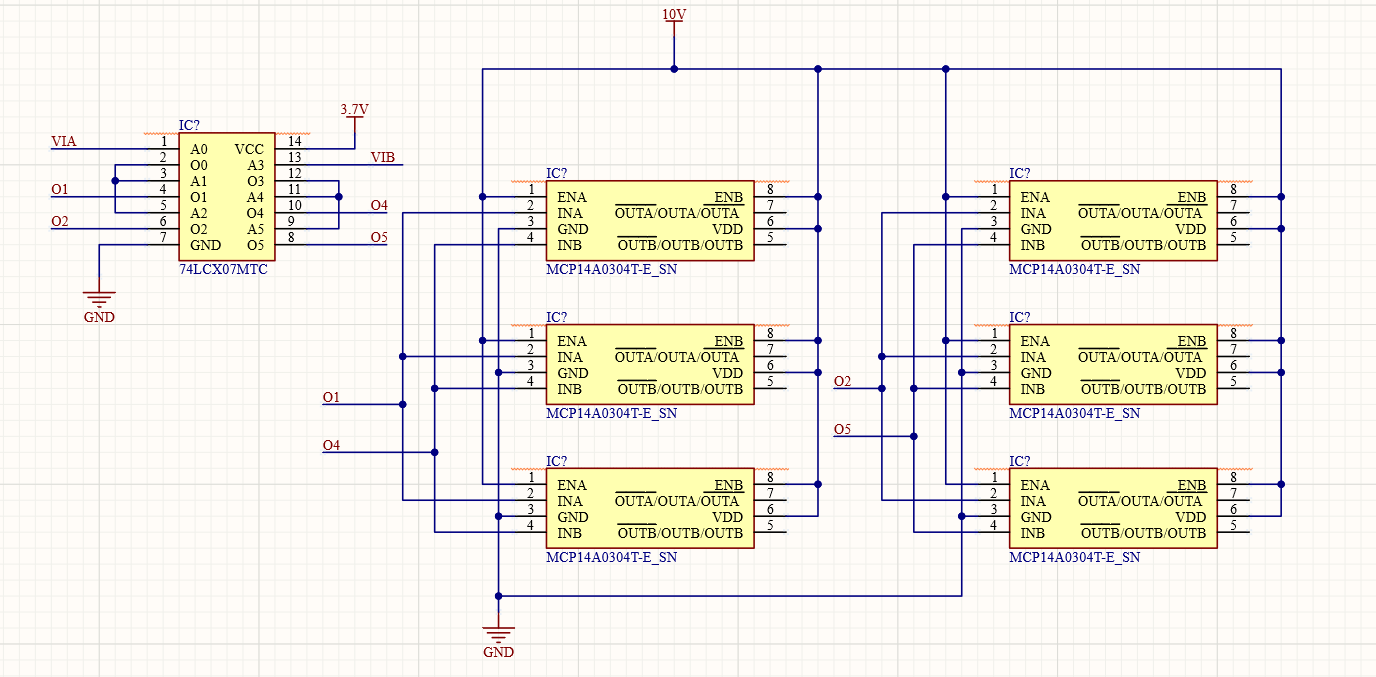 10V
3.7V
IC?
VIA 1 A0 VCC 14
2 O0 A3 13 VIB
3 A1 O3 12
O1 4 O1 A4 11
5 A2 O4 10 O4
O2 6 O2 A5 9
7 GND O5 8 O5
74LCX07MTC
GND
IC?
1 ENA ENB 8
2 INA OUTA/OUTA/OUTA 7
3 GND VDD 6
4 INB OUTB/OUTB/OUTB 5
MCP14A0304T-E_SN
IC?
1 ENA ENB 8
2 INA OUTA/OUTA/OUTA 7
3 GND VDD 6
4 INB OUTB/OUTB/OUTB 5
MCP14A0304T-E_SN
IC?
1 ENA ENB 8
2 INA OUTA/OUTA/OUTA 7
3 GND VDD 6
4 INB OUTB/OUTB/OUTB 5
MCP14A0304T-E_SN
IC?
1 ENA ENB 8
2 INA OUTA/OUTA/OUTA 7
3 GND VDD 6
4 INB OUTB/OUTB/OUTB 5
MCP14A0304T-E_SN
O1
O4
O2
O5
IC?
1 ENA ENB 8
2 INA OUTA/OUTA/OUTA 7
3 GND VDD 6
4 INB OUTB/OUTB/OUTB 5
MCP14A0304T-E_SN
IC?
1 ENA ENB 8
2 INA OUTA/OUTA/OUTA 7
3 GND VDD 6
4 INB OUTB/OUTB/OUTB 5
MCP14A0304T-E_SN
GND